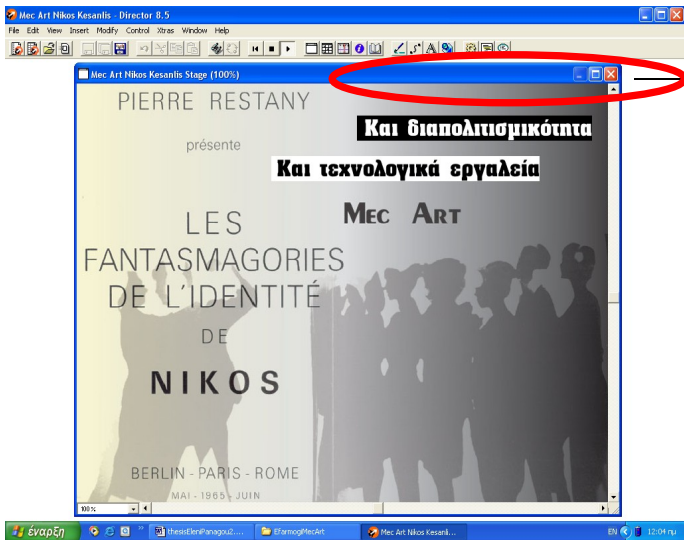 Mec Art Nikos Kesanlis - Director 8.5
File Edit View Insert Modify Control Xtras Window Help
Mec Art Nikos Kesanlis Stage (100%)
PIERRE RESTANY
Και διαπολιτισμικότητα
présente
Και τεχνολογικά εργαλεία
MEC ART
LES
FANTASMAGORIES
DE L'IDENTITÉ
DE
NIKOS
BERLIN - PARIS - ROME
MAI - 1965 - JUIN
100%
έναρξη
thesisEleniPanagou2....
EfarmogiMecArt
Mec Art Nikos Kesanl...
EN
12:04 πμ